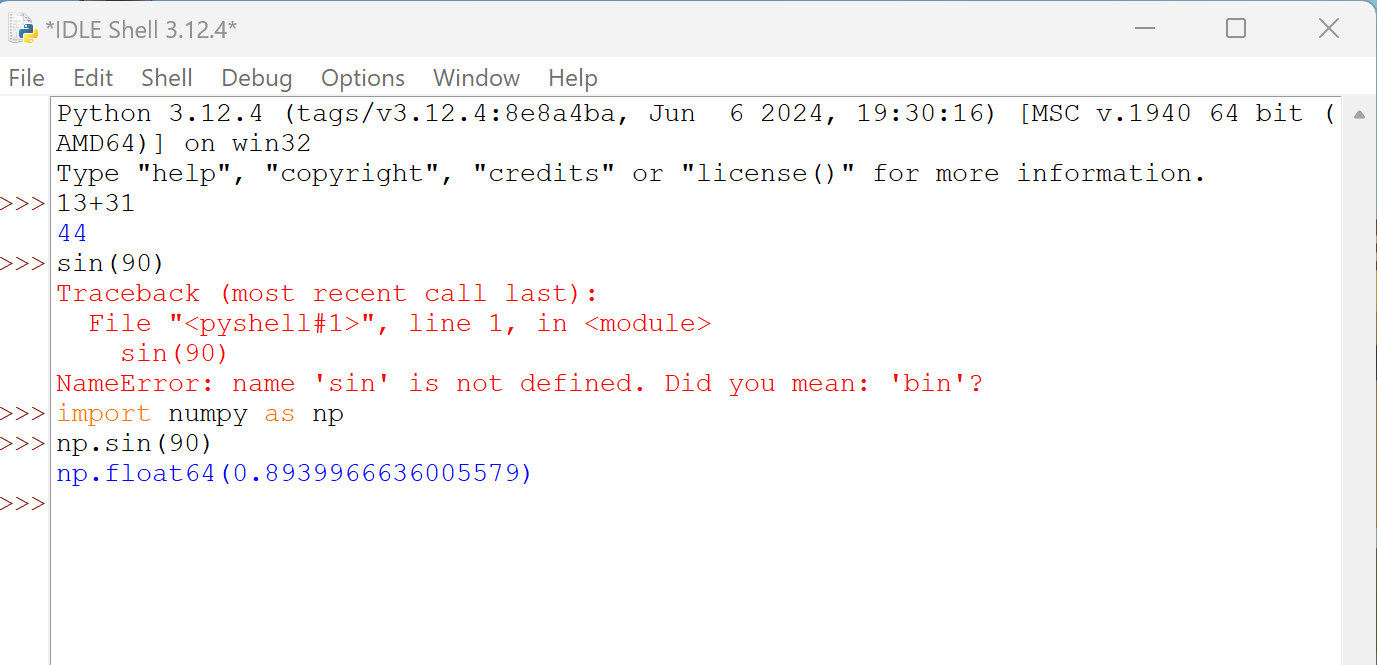 *IDLE Shell 3.12.4*
File Edit Shell Debug Options Window Help
Python 3.12.4 (tags/v3.12.4:8e8a4ba, Jun  6 2024, 19:30:16) [MSC v.1940 64 bit (
AMD64)] on win32
Type "help", "copyright", "credits" or "license()" for more information.
>>> 13+31
44
>>> sin(90)
Traceback (most recent call last):
  File "<pyshell#1>", line 1, in <module>
    sin(90)
NameError: name 'sin' is not defined. Did you mean: 'bin'?
>>> import numpy as np
>>> np.sin(90)
np.float64(0.8939966636005579)
>>>